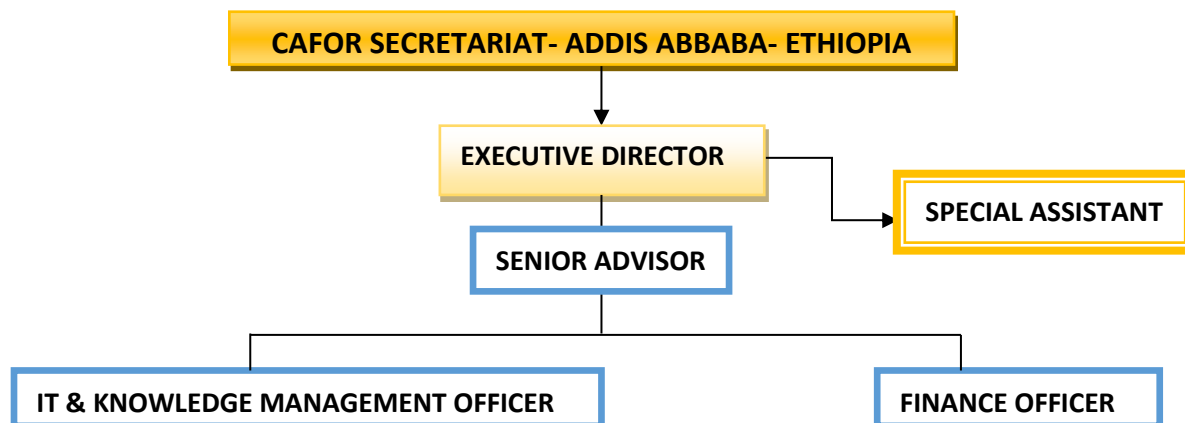 CAFOR SECRETARIAT- ADDIS ABBABA- ETHIOPIA
EXECUTIVE DIRECTOR
SPECIAL ASSISTANT
SENIOR ADVISOR
IT & KNOWLEDGE MANAGEMENT OFFICER
FINANCE OFFICER